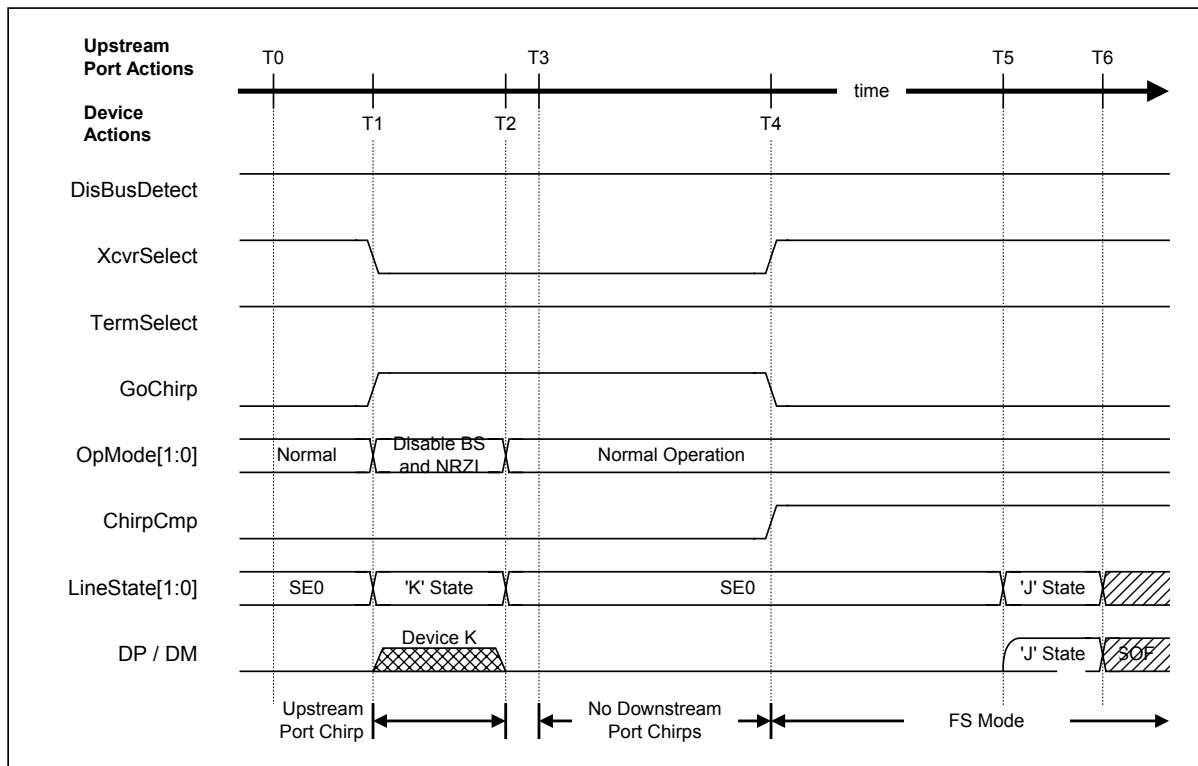 Upstream
Port Actions
T0
T3
T5
T6
time
Device
Actions
T1
T2
T4
DisBusDetect
XcvrSelect
TermSelect
GoChirp
OpMode[1:0]
Normal
Disable BS
and NRZI
Normal Operation
ChirpCmp
LineState[1:0]
SE0
'K' State
SE0
'J' State
DP / DM
Device K
'J' State
SOF
Upstream
Port Chirp
No Downstream
Port Chirps
FS Mode